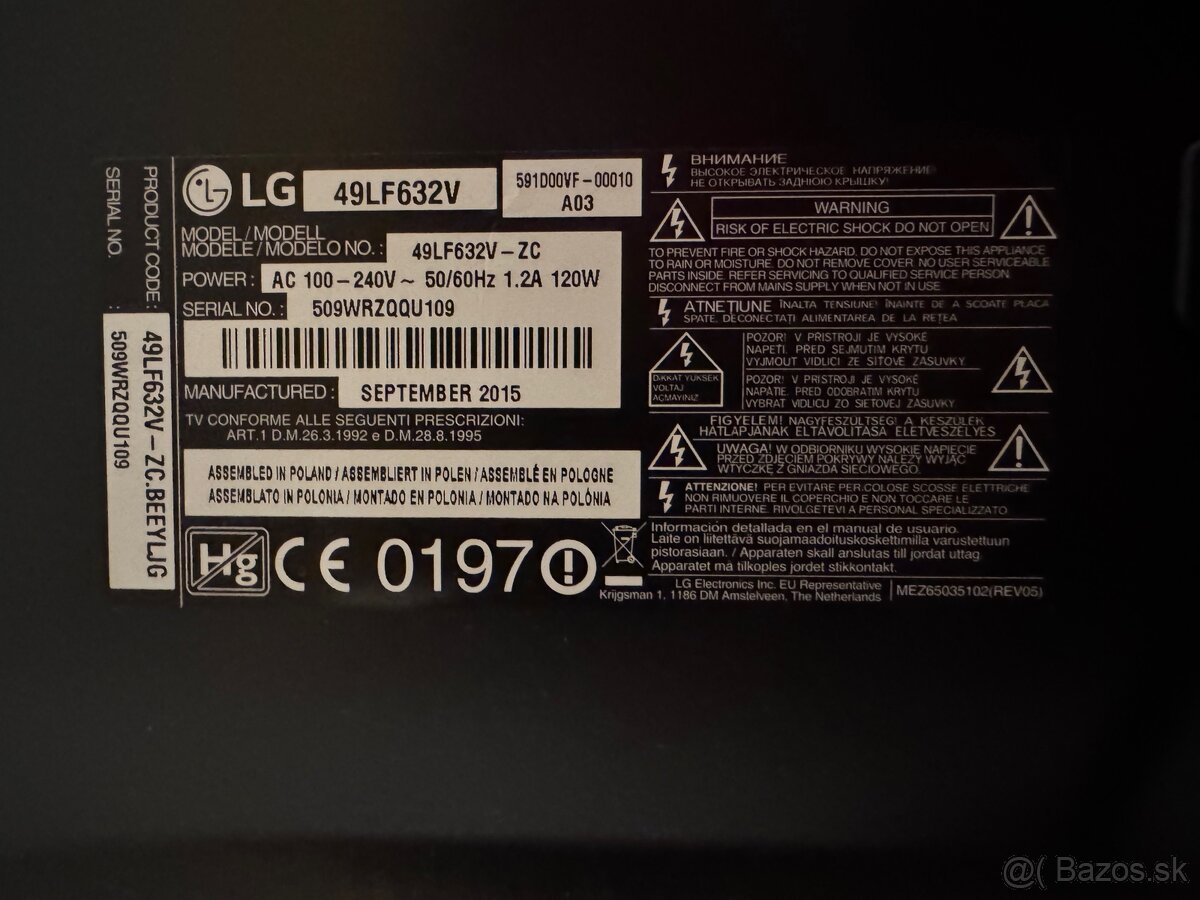 PRODUCT CODE :
SERIAL NO. :
49LF632V-ZC.BEEYLJG
509WRZQQU109
LG 49LF632V
591D00VF-00010
A03
MODEL / MODELL
MODELE / MODELO NO. : 49LF632V-ZC
POWER : AC 100-240V ~ 50/60Hz 1.2A 120W
SERIAL NO. : 509WRZQQU109
MANUFACTURED : SEPTEMBER 2015
TV CONFORME ALLE SEGUENTI PRESCRIZIONI:
ART.1 D.M.26.3.1992 e D.M.28.8.1995
ASSEMBLED IN POLAND / ASSEMBLIERT IN POLEN / ASSEMBLÉ EN POLOGNE
ASSEMBLATO IN POLONIA / MONTADO EN POLONIA / MONTADO NA POLÓNIA
Hg CE 0197
ВНИМАНИЕ
ВЫСОКОЕ ЭЛЕКТРИЧЕСКОЕ НАПРЯЖЕНИЕ
НЕ ОТКРЫВАТЬ ЗАДНЮЮ КРЫШКУ!
WARNING
RISK OF ELECTRIC SHOCK DO NOT OPEN
TO PREVENT FIRE OR SHOCK HAZARD. DO NOT EXPOSE THIS APPLIANCE
TO RAIN OR MOISTURE. DO NOT REMOVE COVER. NO USER SERVICEABLE
PARTS INSIDE. REFER SERVICING TO QUALIFIED SERVICE PERSON.
DISCONNECT FROM MAINS SUPPLY WHEN NOT IN USE.
ATNEŢIUNE ÎNALTA TENSIUNE! ÎNAINTE DE A SCOATE PLACA
SPATE, DECONECTAŢI ALIMENTAREA DE LA REŢEA
DIKKAT YUKSEK
VOLTAJ
AÇMAYINIZ
POZOR! V PŘISTROJI JE VYSOKÉ
NAPĚTÍ. PŘED SEJMUTÍM KRYTU
VYJMOUT VIDLICI ZE SÍŤOVÉ ZÁSUVKY
POZOR! V PRÍSTROJI JE VYSOKÉ
NAPÄTIE. PRED ODOBRATÍM KRYTU
VYBRAŤ VIDLICU ZO SIEŤOVEJ ZÁSUVKY
FIGYELEM! NAGYFESZÜLTSÉG! A KÉSZÜLÉK
HÁTLAPJÁNAK ELTÁVOLÍTÁSA ÉLETVESZÉLYES
UWAGA! W ODBIORNIKU WYSOKIE NAPIĘCIE
PRZED ZDJĘCIEM POKRYWY NALEŻY WYJĄĆ
WTYCZKĘ Z GNIAZDA SIECIOWEGO.
ATTENZIONE! PER EVITARE PERICOLOSE SCOSSE ELETTRICHE
NON RIMUOVERE IL COPERCHIO E NON TOCCARE LE
PARTI INTERNE. RIVOLGETEVI A PERSONAL SPECIALIZZATO
Información detallada en el manual de usuario.
Laite on liitettävä suojamaadoituskoskettimilla varustettuun
pistorasiaan. / Apparaten skall anslutas till jordat uttag
Apparatet må tilkoples jordet stikkontakt.
LG Electronics Inc. EU Representative
Krijgsman 1, 1186 DM Amstelveen, The Netherlands
MEZ65035102(REV05)
@( Bazos.sk